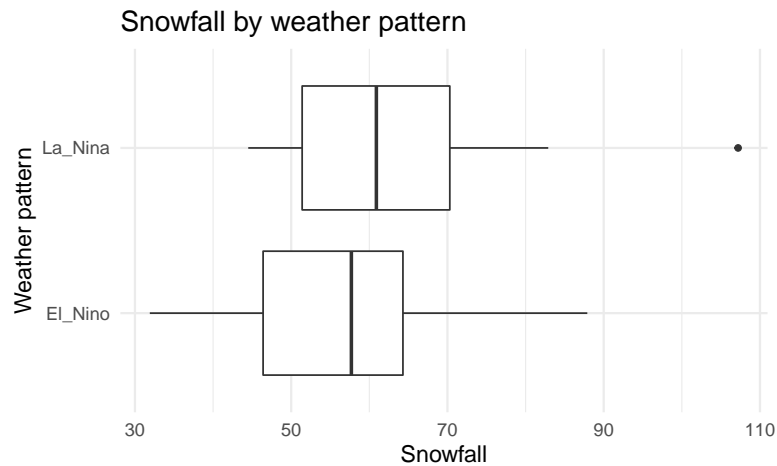 Snowfall by weather pattern
Weather pattern
La_Nina
El_Nino
30 50 70 90 110
Snowfall